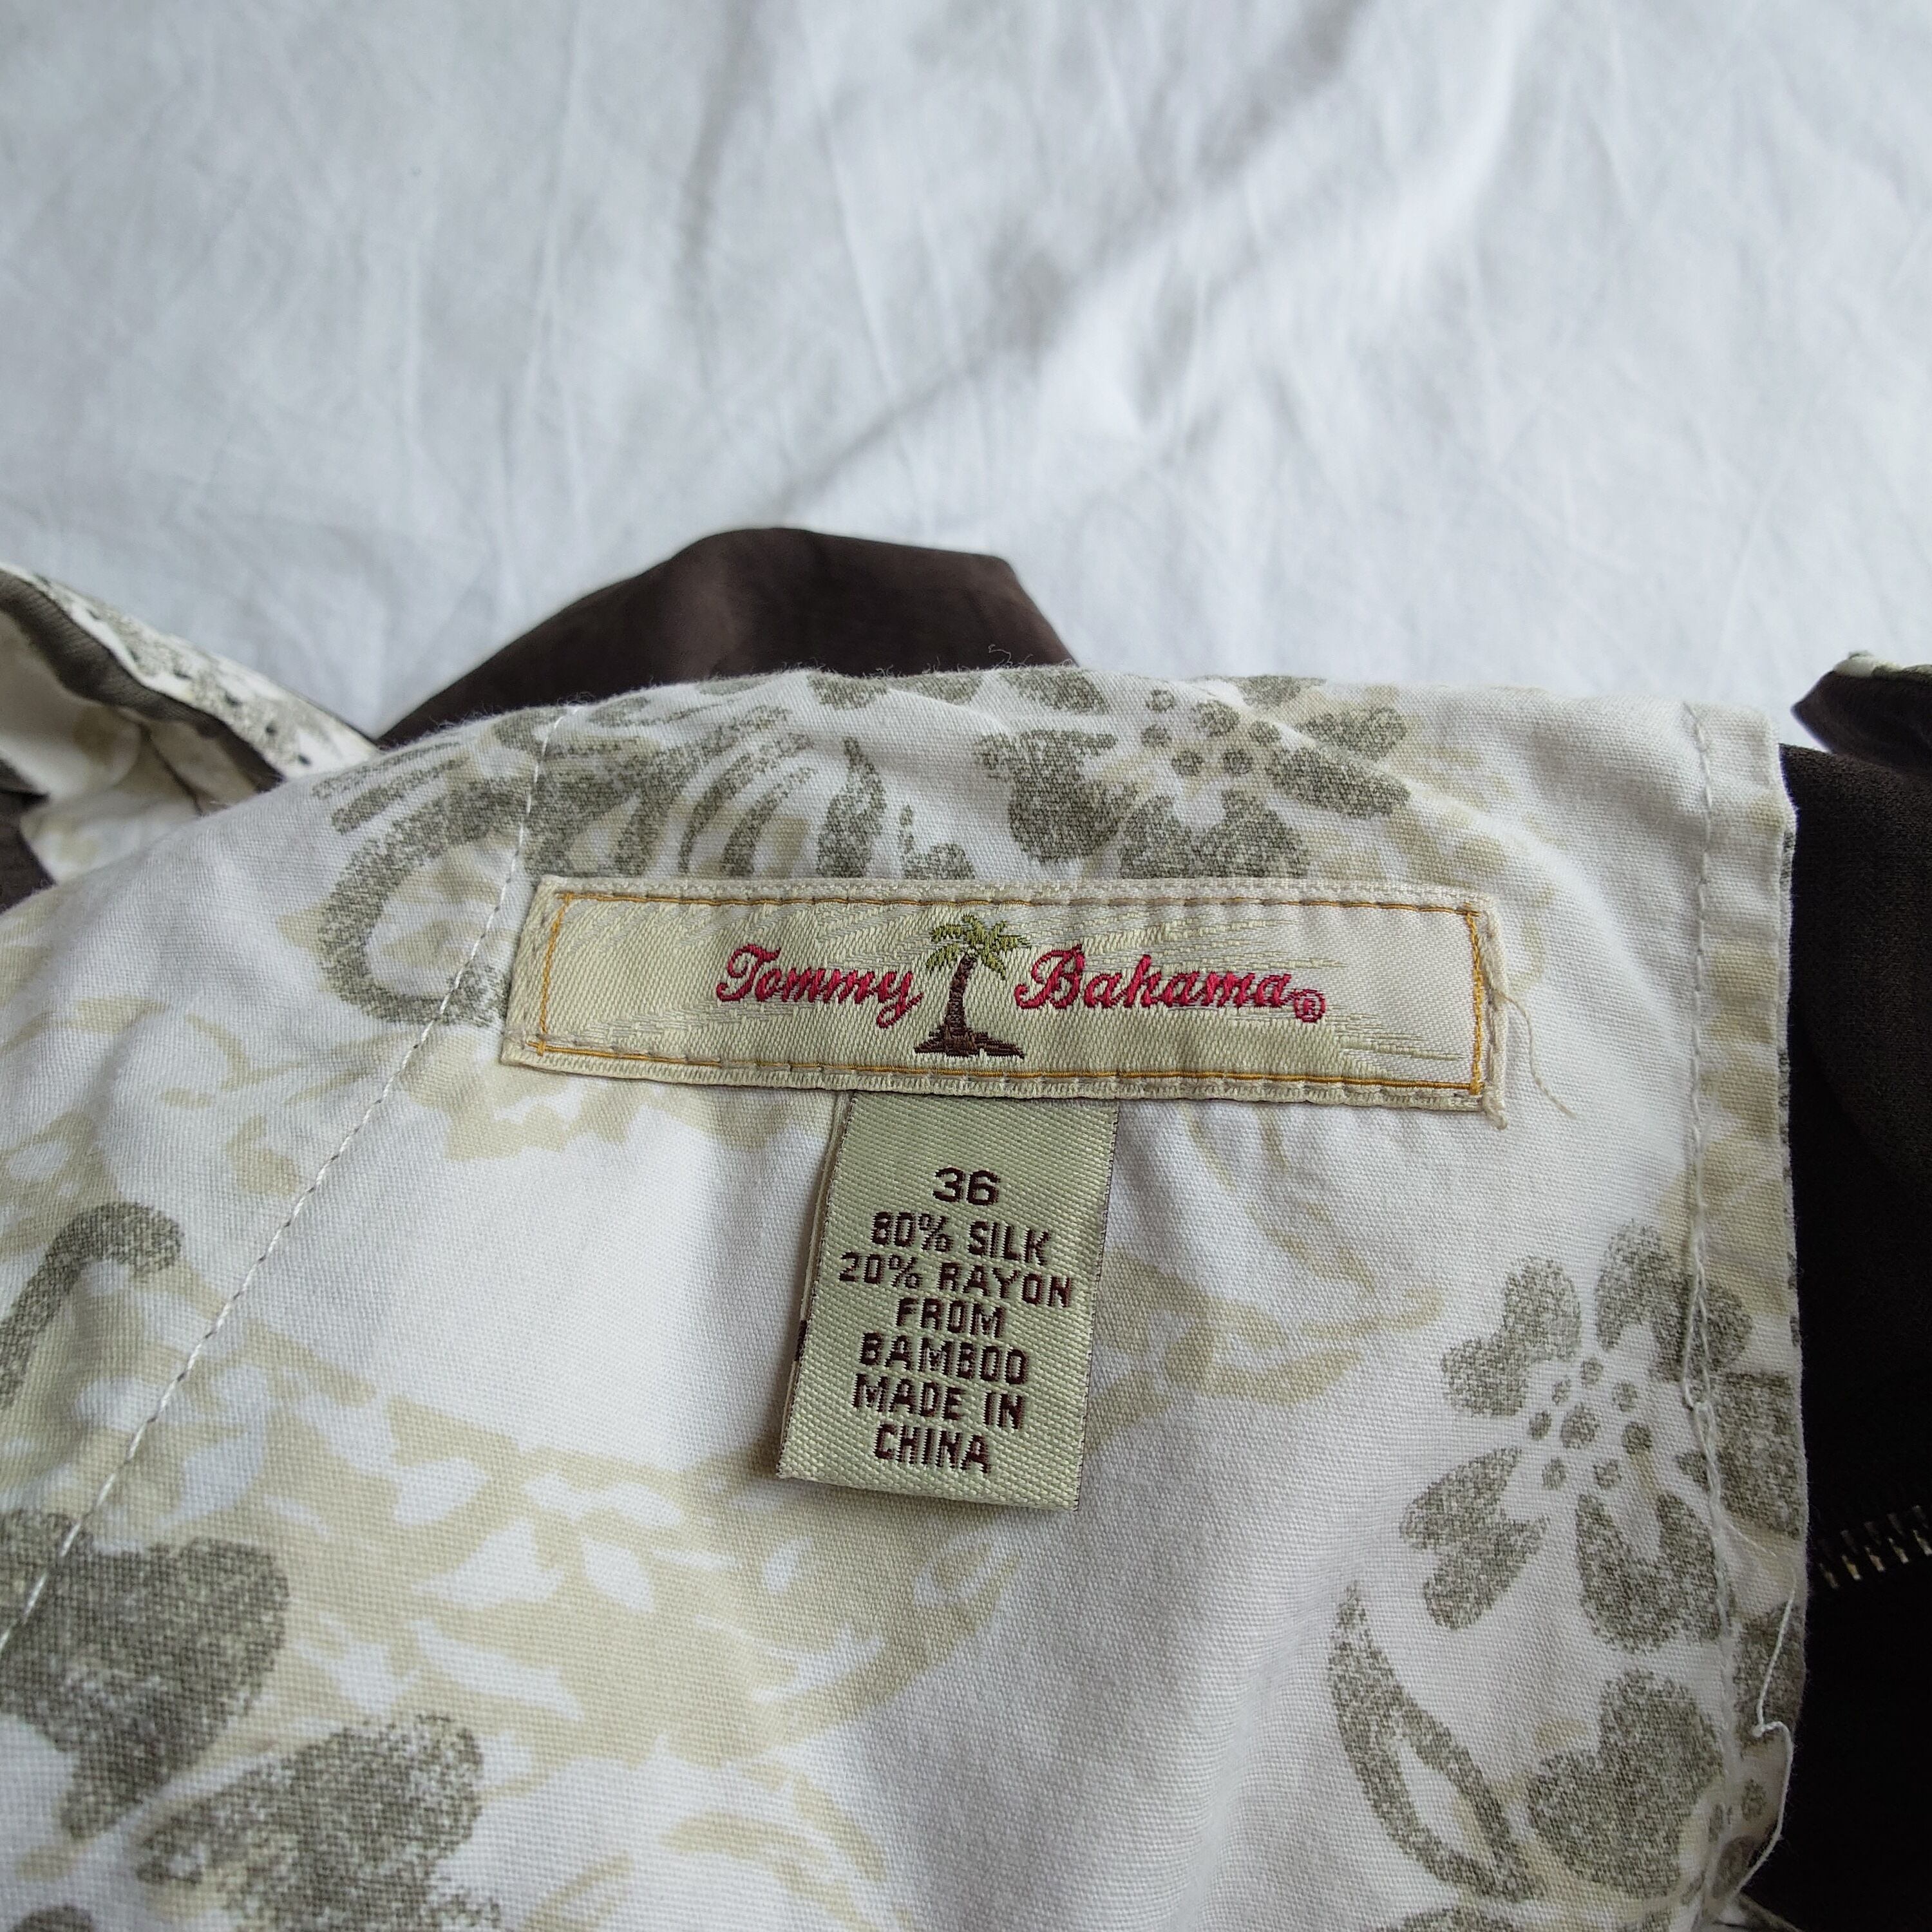 Tommy Bahama®
36
80% SILK
20% RAYON
FROM
BAMBOO
MADE IN
CHINA